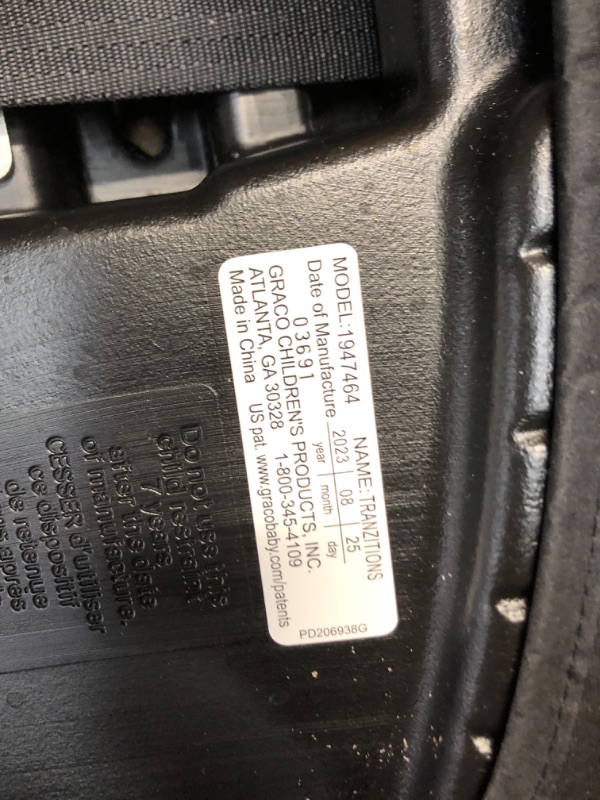 MODEL:1947464 NAME:TRANZITIONS
Date of Manufacture 2023 08 25
year month day
03691
GRACO CHILDREN'S PRODUCTS, INC.
ATLANTA, GA 30328 1-800-345-4109
Made in China US pat. www.gracobaby.com/patents
PD206938G
Do not use this
child restraint
7 years
after the date
of manufacture.
CESSER d'utiliser
ce dispositif
de retenue
après